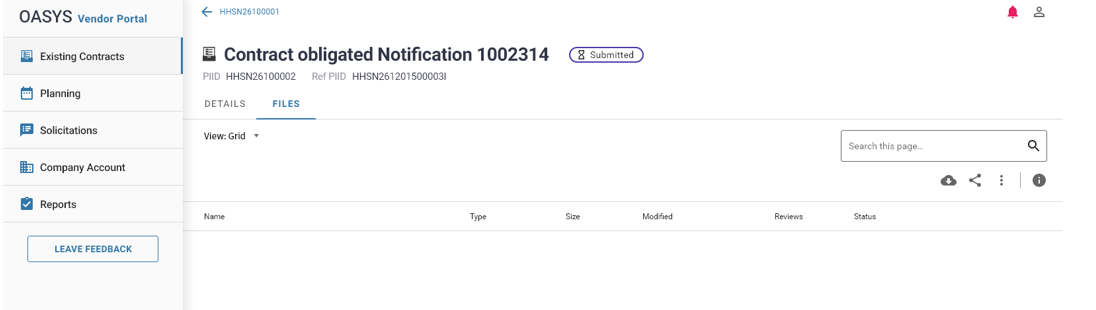 OASYS Vendor Portal
HHSN26100001
Existing Contracts
Contract obligated Notification 1002314
Submitted
PIID HHSN26100002 Ref PIID HHSN261201500003I
Planning
DETAILS
FILES
Solicitations
View: Grid
Search this page...
Company Account
Reports
Name
Type
Size
Modified
Reviews
Status
LEAVE FEEDBACK